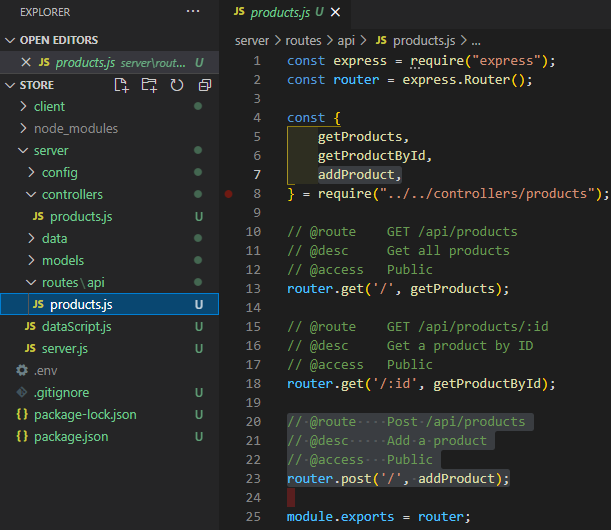 EXPLORER ...
OPEN EDITORS
JS products.js server\rout... U
STORE
client
node_modules
server
config
controllers
JS products.js U
data
models
routes\api
JS products.js U
JS dataScript.js U
JS server.js U
.env
.gitignore U
{} package-lock.json U
{} package.json U
JS products.js U
server > routes > api > JS products.js > ...
1 const express = require("express");
2 const router = express.Router();
3
4 const {
5 getProducts,
6 getProductById,
7 addProduct,
8 } = require("../../controllers/products");
9
10 // @route GET /api/products
11 // @desc Get all products
12 // @access Public
13 router.get('/', getProducts);
14
15 // @route GET /api/products/:id
16 // @desc Get a product by ID
17 // @access Public
18 router.get('/:id', getProductById);
19
20 // @route Post /api/products
21 // @desc Add a product
22 // @access Public
23 router.post('/', addProduct);
24
25 module.exports = router;